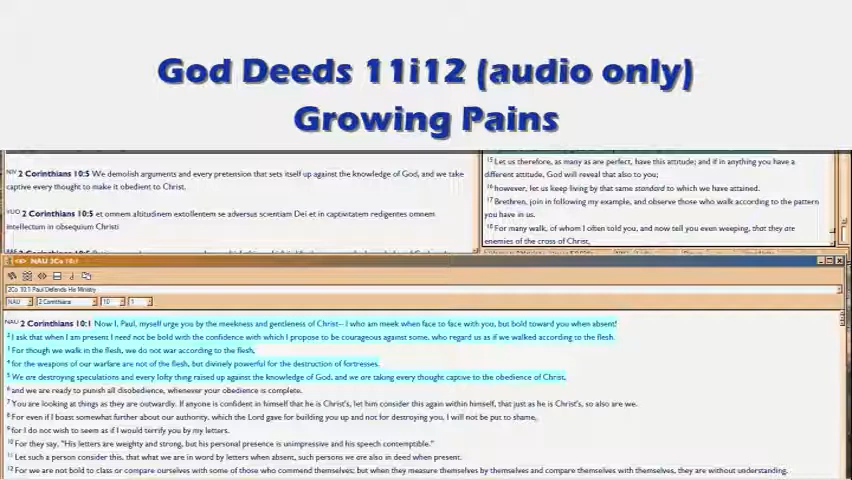 God Deeds 11i12 (audio only)
Growing Pains
NIV 2 Corinthians 10:5 We demolish arguments and every pretension that sets itself up against the knowledge of God, and we take
captive every thought to make it obedient to Christ.
VUO 2 Corinthians 10:5 et omnem altitudinem extollentem se adversus scientiam Dei et in captivitatem redigentes omnem
intellectum in obsequium Christi
15 Let us therefore, as many as are perfect, have this attitude; and if in anything you have a
different attitude, God will reveal that also to you;
16 however, let us keep living by that same standard to which we have attained.
17 Brethren, join in following my example, and observe those who walk according to the pattern
you have in us.
18 For many walk, of whom I often told you, and now tell you even weeping, that they are
enemies of the cross of Christ,
NAU 2Co 10:1
2Co 10:1 Paul Defends His Ministry
NAU 2 Corinthians 10 1
NAU 2 Corinthians 10:1 Now I, Paul, myself urge you by the meekness and gentleness of Christ-- I who am meek when face to face with you, but bold toward you when absent!
2 I ask that when I am present I need not be bold with the confidence with which I propose to be courageous against some, who regard us as if we walked according to the flesh.
3 For though we walk in the flesh, we do not war according to the flesh,
4 for the weapons of our warfare are not of the flesh, but divinely powerful for the destruction of fortresses.
5 We are destroying speculations and every lofty thing raised up against the knowledge of God, and we are taking every thought captive to the obedience of Christ,
6 and we are ready to punish all disobedience, whenever your obedience is complete.
7 You are looking at things as they are outwardly. If anyone is confident in himself that he is Christ's, let him consider this again within himself, that just as he is Christ's, so also are we.
8 For even if I boast somewhat further about our authority, which the Lord gave for building you up and not for destroying you, I will not be put to shame,
9 for I do not wish to seem as if I would terrify you by my letters.
10 For they say, "His letters are weighty and strong, but his personal presence is unimpressive and his speech contemptible."
11 Let such a person consider this, that what we are in word by letters when absent, such persons we are also in deed when present.
12 For we are not bold to class or compare ourselves with some of those who commend themselves; but when they measure themselves by themselves and compare themselves with themselves, they are without understanding.